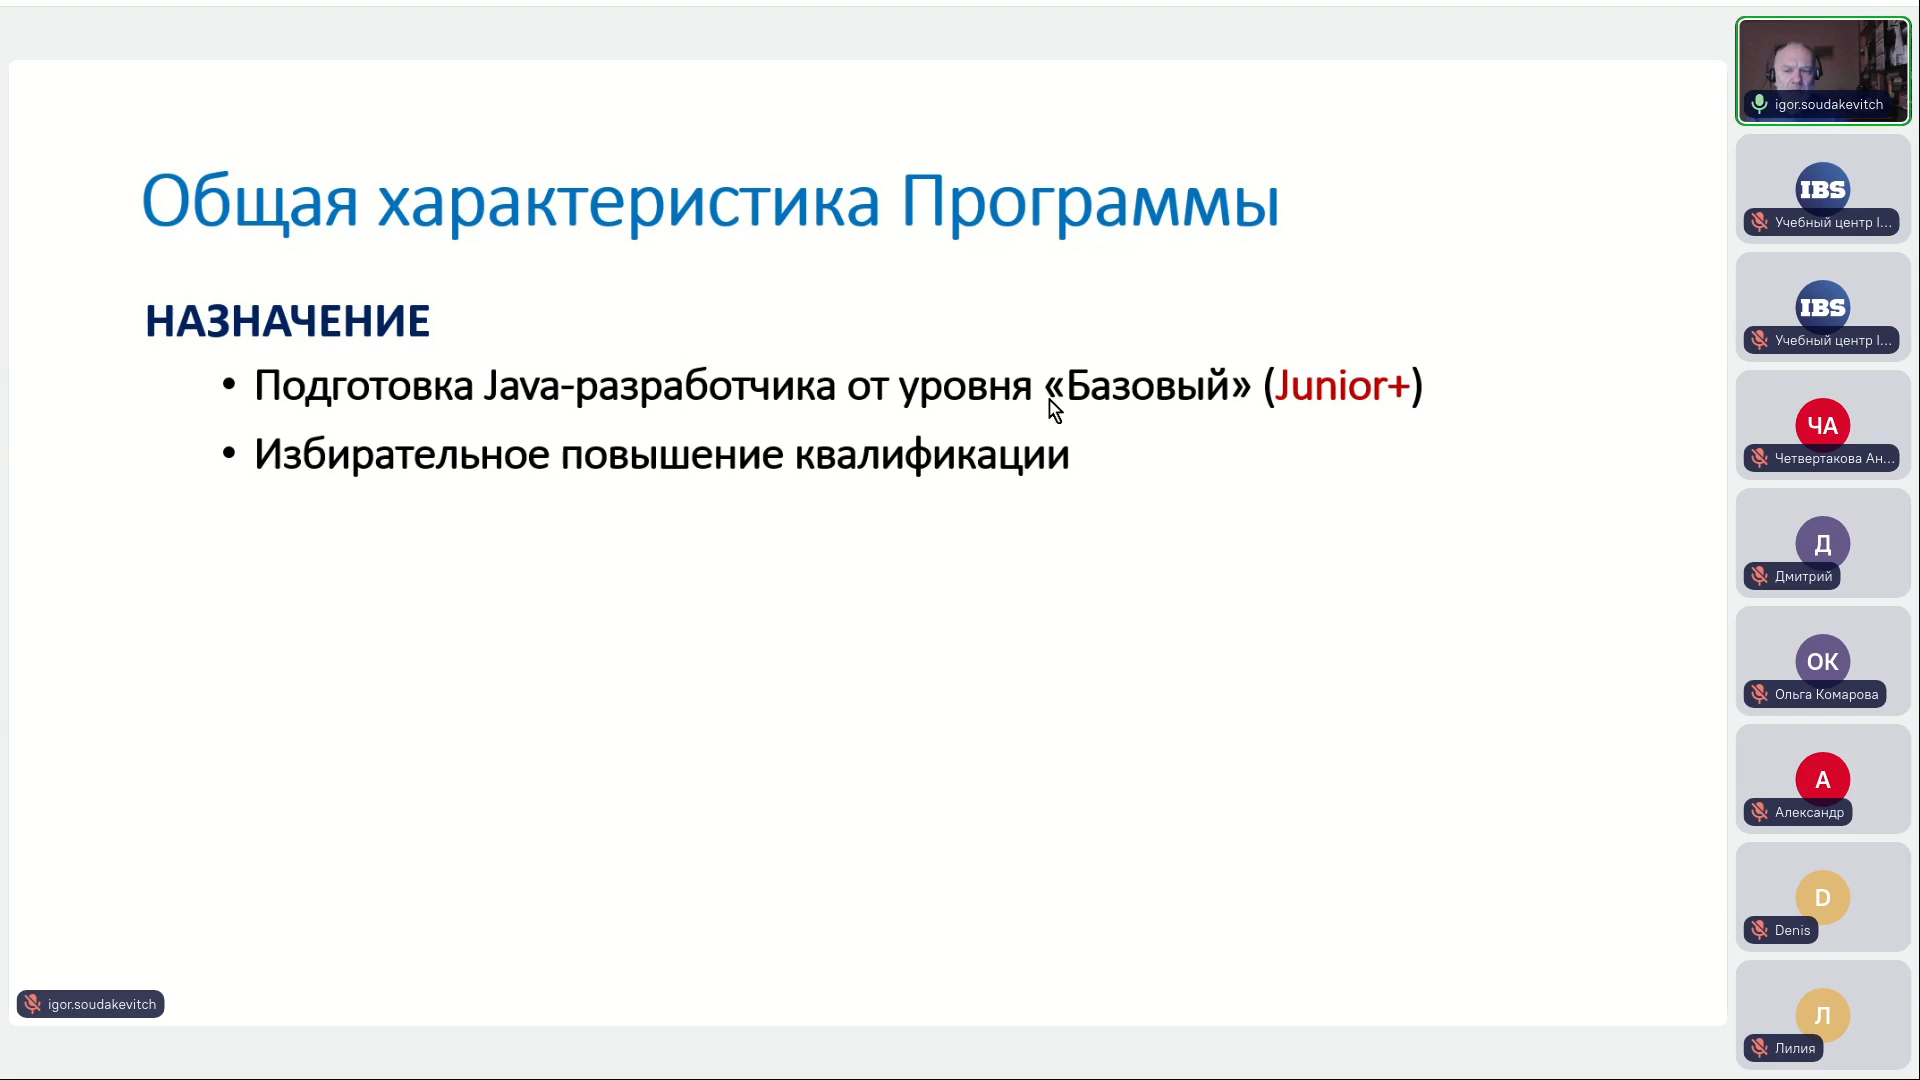 Общая характеристика Программы
НАЗНАЧЕНИЕ
• Подготовка Java-разработчика от уровня «Базовый» (Junior+)
• Избирательное повышение квалификации
igor.soudakevitch
igor.soudakevitch
IBS
Учебный центр I...
IBS
Учебный центр I...
ЧА
Четвертакова Ан...
Д
Дмитрий
ОК
Ольга Комарова
А
Александр
D
Denis
Л
Лилия